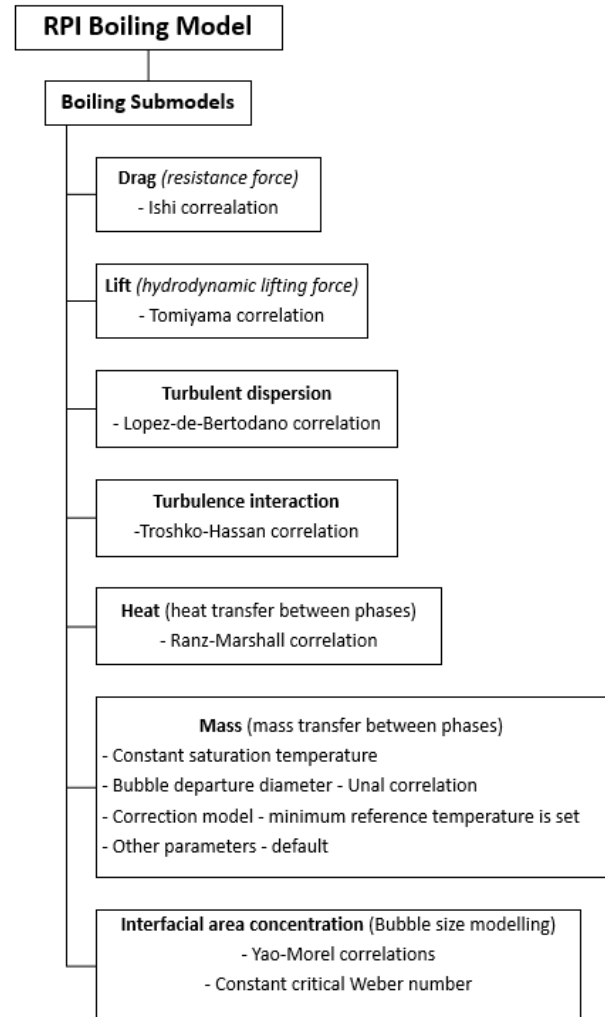 RPI Boiling Model
Boiling Submodels
Drag (resistance force)
- Ishi correalation
Lift (hydrodynamic lifting force)
- Tomiyama correlation
Turbulent dispersion
- Lopez-de-Bertodano correlation
Turbulence interaction
-Troshko-Hassan correlation
Heat (heat transfer between phases)
- Ranz-Marshall correlation
Mass (mass transfer between phases)
- Constant saturation temperature
- Bubble departure diameter - Unal correlation
- Correction model - minimum reference temperature is set
- Other parameters - default
Interfacial area concentration (Bubble size modelling)
- Yao-Morel correlations
- Constant critical Weber number